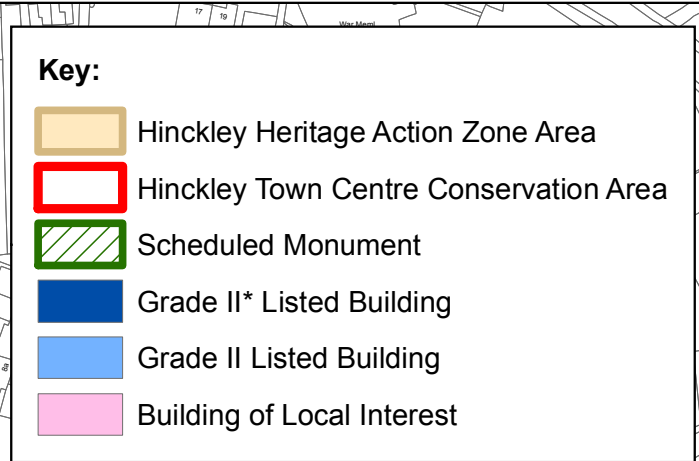 17
19
War Meml
Key:
Hinckley Heritage Action Zone Area
Hinckley Town Centre Conservation Area
Scheduled Monument
Grade II* Listed Building
Grade II Listed Building
8a
Building of Local Interest